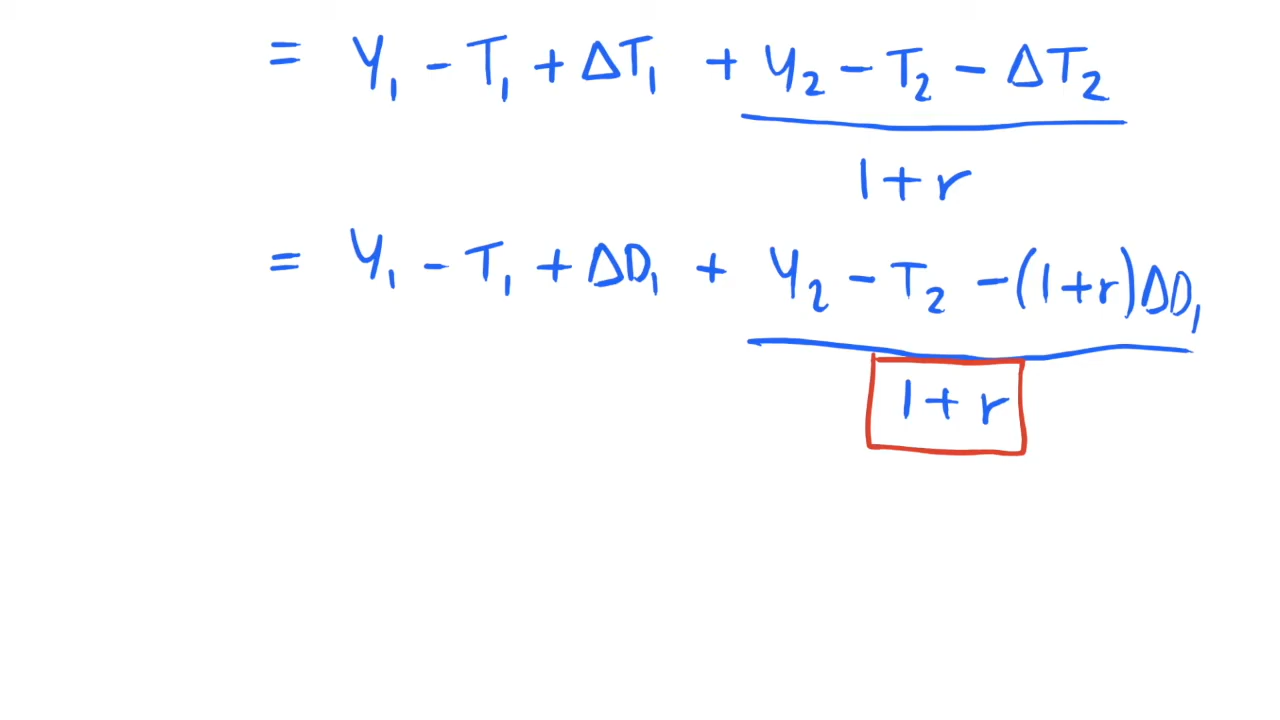 = Y₁ - T₁ + ΔT₁ + Y₂ - T₂ - ΔT₂
1 + r
= Y₁ - T₁ + ΔD₁ + Y₂ - T₂ - (1+r)ΔD₁
1 + r